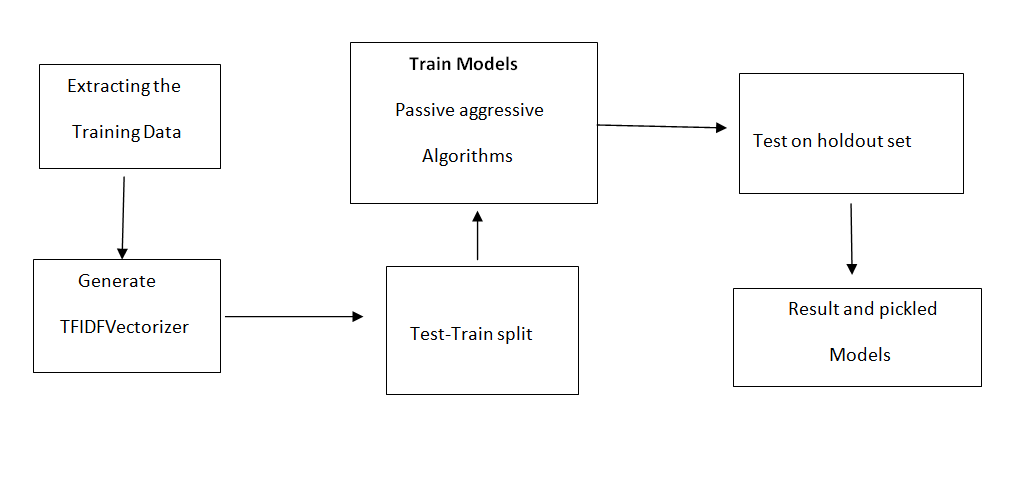 Extracting the
Training Data
Generate
TFIDFVectorizer
Test-Train split
Train Models
Passive aggressive
Algorithms
Test on holdout set
Result and pickled
Models